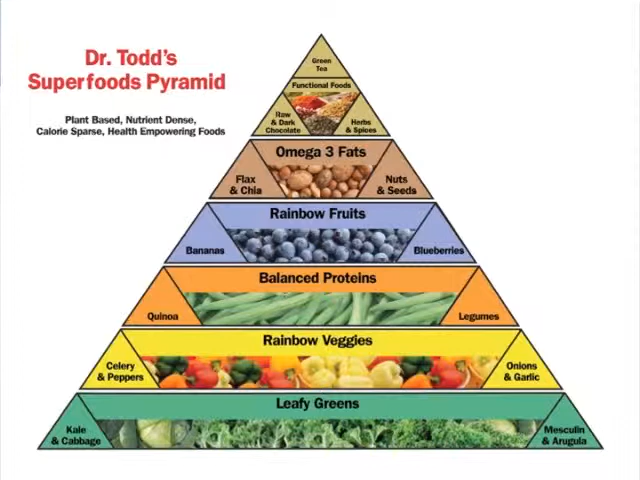 Dr. Todd's
Superfoods Pyramid
Plant Based, Nutrient Dense,
Calorie Sparse, Health Empowering Foods
Green
Tea
Functional Foods
Raw
& Dark
Chocolate
Herbs
& Spices
Omega 3 Fats
Flax
& Chia
Nuts
& Seeds
Rainbow Fruits
Bananas
Blueberries
Balanced Proteins
Quinoa
Legumes
Rainbow Veggies
Celery
& Peppers
Onions
& Garlic
Leafy Greens
Kale
& Cabbage
Mesculin
& Arugula